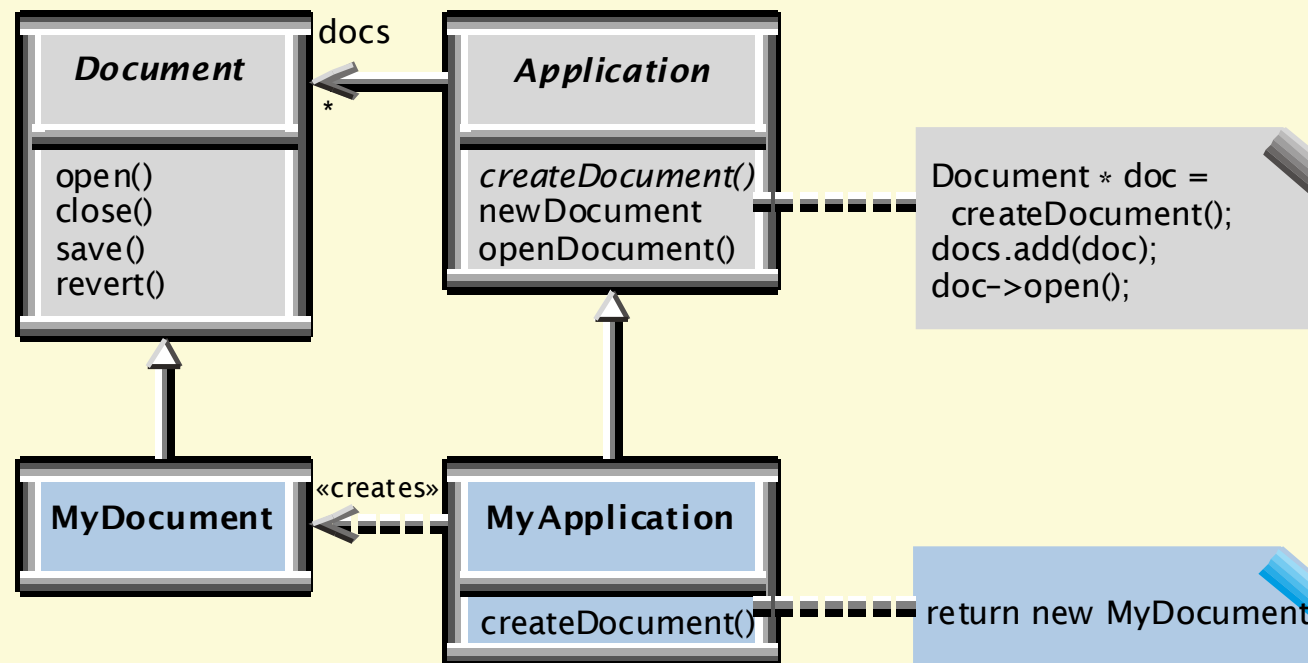 Document
open()
close()
save()
revert()
docs
*
Application
createDocument()
newDocument
openDocument()
Document * doc =
createDocument();
docs.add(doc);
doc->open();
MyDocument
«creates»
MyApplication
createDocument()
return new MyDocument